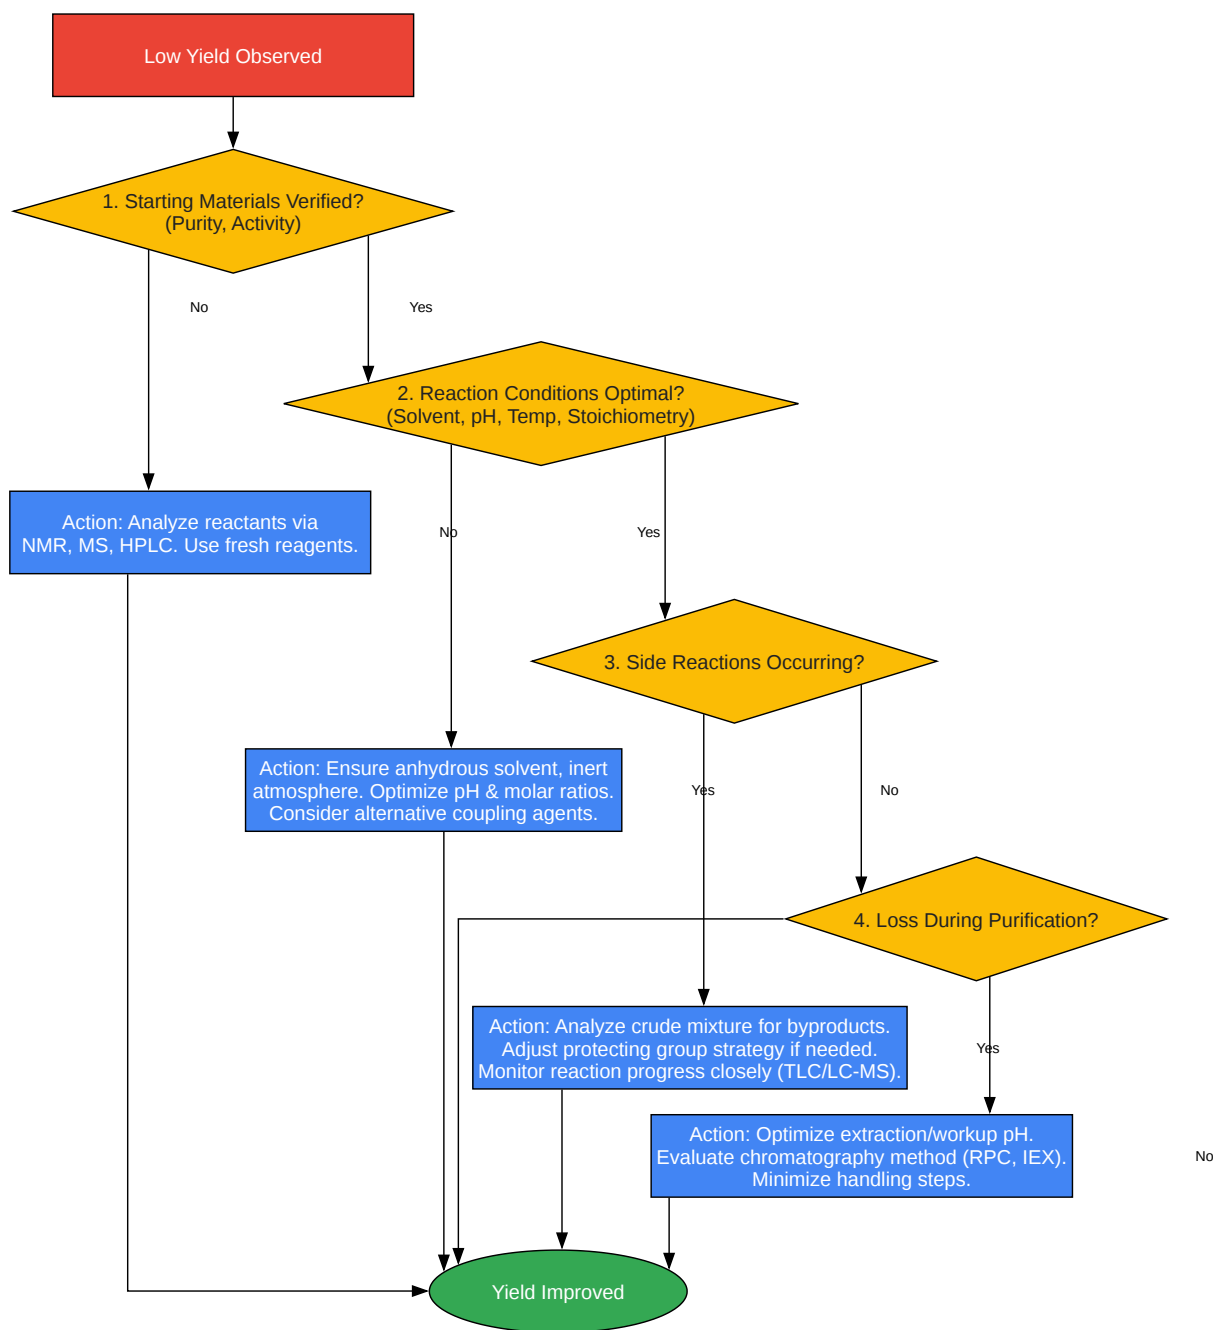 Low Yield Observed
1. Starting Materials Verified?
(Purity, Activity)
No
Yes
2. Reaction Conditions Optimal?
(Solvent, pH, Temp, Stoichiometry)
Action: Analyze reactants via
NMR, MS, HPLC. Use fresh reagents.
No
Yes
3. Side Reactions Occurring?
Action: Ensure anhydrous solvent, inert
atmosphere. Optimize pH & molar ratios.
Consider alternative coupling agents.
Yes
No
4. Loss During Purification?
Action: Analyze crude mixture for byproducts.
Adjust protecting group strategy if needed.
Monitor reaction progress closely (TLC/LC-MS).
Yes
Action: Optimize extraction/workup pH.
Evaluate chromatography method (RPC, IEX).
Minimize handling steps.
No
Yield Improved